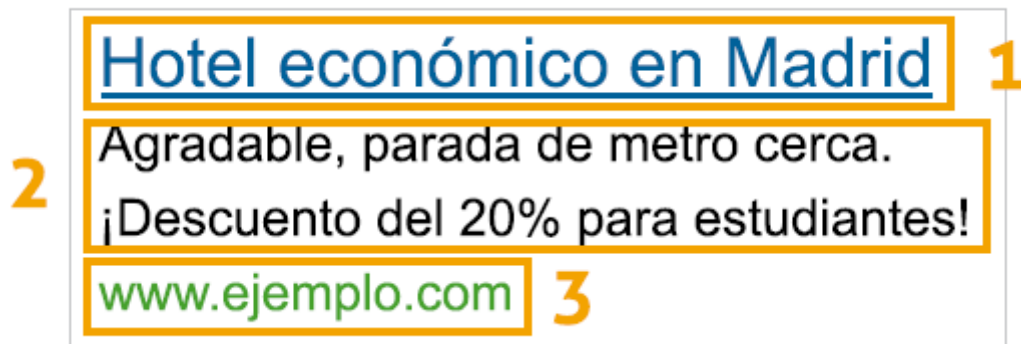 Hotel económico en Madrid 1
2 Agradable, parada de metro cerca.
¡Descuento del 20% para estudiantes!
www.ejemplo.com 3